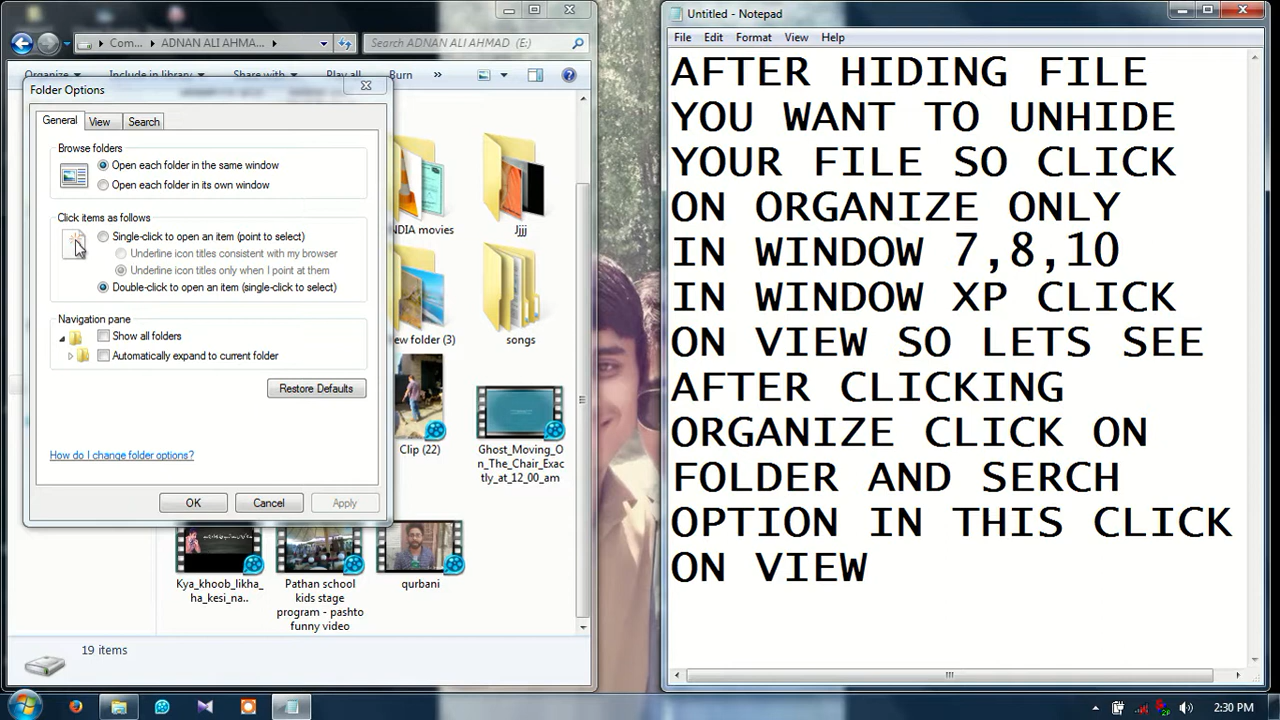 Com... ▸ ADNAN ALI AHMA... ▸
Search ADNAN ALI AHMAD (E:)
Organize Include in library Share with Play all Burn »
Folder Options
General View Search
Browse folders
Open each folder in the same window
Open each folder in its own window
Click items as follows
Single-click to open an item (point to select)
Underline icon titles consistent with my browser
Underline icon titles only when I point at them
Double-click to open an item (single-click to select)
Navigation pane
Show all folders
Automatically expand to current folder
Restore Defaults
How do I change folder options?
OK Cancel Apply
NDIA movies
Jjjj
ew folder (3)
songs
Clip (22)
Ghost_Moving_O
n_The_Chair_Exac
tly_at_12_00_am
Kya_khoob_likha_
ha_kesi_na..
Pathan school
kids stage
program - pashto
funny video
qurbani
19 items
Untitled - Notepad
File Edit Format View Help
AFTER HIDING FILE
YOU WANT TO UNHIDE
YOUR FILE SO CLICK
ON ORGANIZE ONLY
IN WINDOW 7,8,10
IN WINDOW XP CLICK
ON VIEW SO LETS SEE
AFTER CLICKING
ORGANIZE CLICK ON
FOLDER AND SERCH
OPTION IN THIS CLICK
ON VIEW
2:30 PM